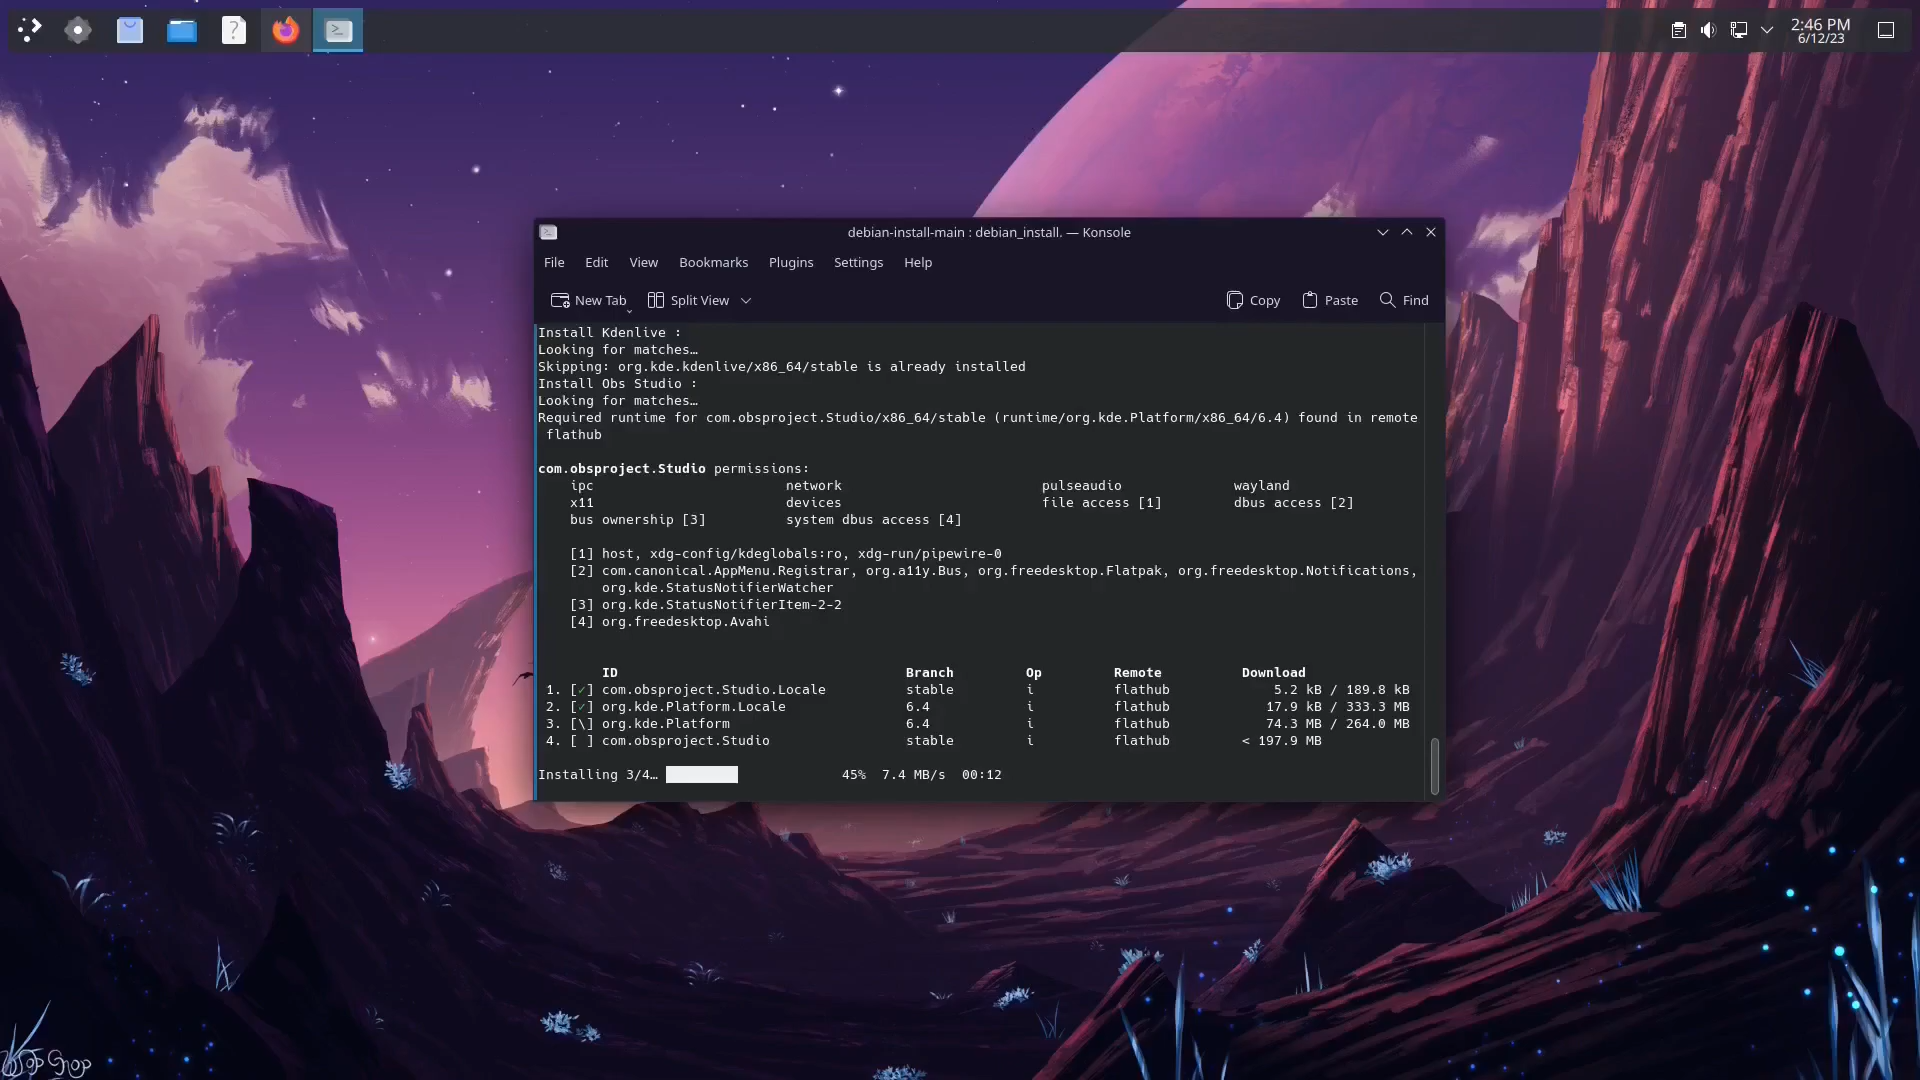 2:46 PM
6/12/23
debian-install-main : debian_install. — Konsole
File Edit View Bookmarks Plugins Settings Help
New Tab Split View Copy Paste Find
Install Kdenlive :
Looking for matches…
Skipping: org.kde.kdenlive/x86_64/stable is already installed
Install Obs Studio :
Looking for matches…
Required runtime for com.obsproject.Studio/x86_64/stable (runtime/org.kde.Platform/x86_64/6.4) found in remote
flathub
com.obsproject.Studio permissions:
ipc network pulseaudio wayland
x11 devices file access [1] dbus access [2]
bus ownership [3] system dbus access [4]
[1] host, xdg-config/kdeglobals:ro, xdg-run/pipewire-0
[2] com.canonical.AppMenu.Registrar, org.a11y.Bus, org.freedesktop.Flatpak, org.freedesktop.Notifications,
org.kde.StatusNotifierWatcher
[3] org.kde.StatusNotifierItem-2-2
[4] org.freedesktop.Avahi
ID Branch Op Remote Download
1. [✓] com.obsproject.Studio.Locale stable i flathub 5.2 kB / 189.8 kB
2. [✓] org.kde.Platform.Locale 6.4 i flathub 17.9 kB / 333.3 MB
3. [\] org.kde.Platform 6.4 i flathub 74.3 MB / 264.0 MB
4. [ ] com.obsproject.Studio stable i flathub < 197.9 MB
Installing 3/4… 45% 7.4 MB/s 00:12